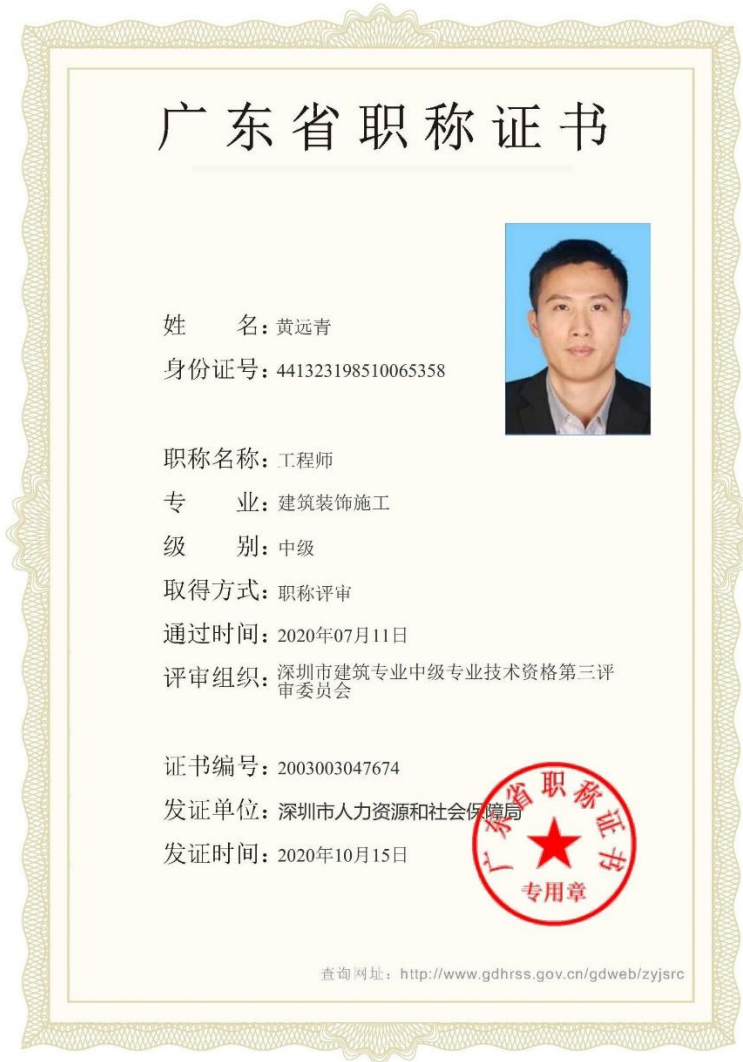 广东省职称证书
姓 名：黄远青
身份证号：441323198510065358
职称名称：工程师
专 业：建筑装饰施工
级 别：中级
取得方式：职称评审
通过时间：2020年07月11日
评审组织：深圳市建筑专业中级专业技术资格第三评
审委员会
证书编号：2003003047674
发证单位：深圳市人力资源和社会保障局
发证时间：2020年10月15日
广东省职称证书
专用章
查询网址：http://www.gdhrss.gov.cn/gdweb/zyjsrc